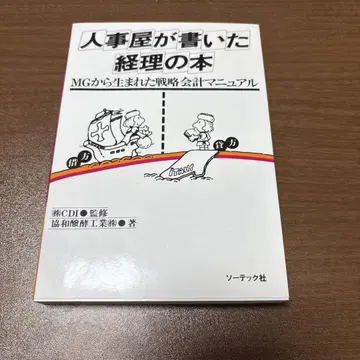 人事屋が書いた
経理の本
MGから生まれた戦略会計マニュアル
借方
貸方
㈱CDI●監修
協和醗酵工業㈱●著
ソーテック社